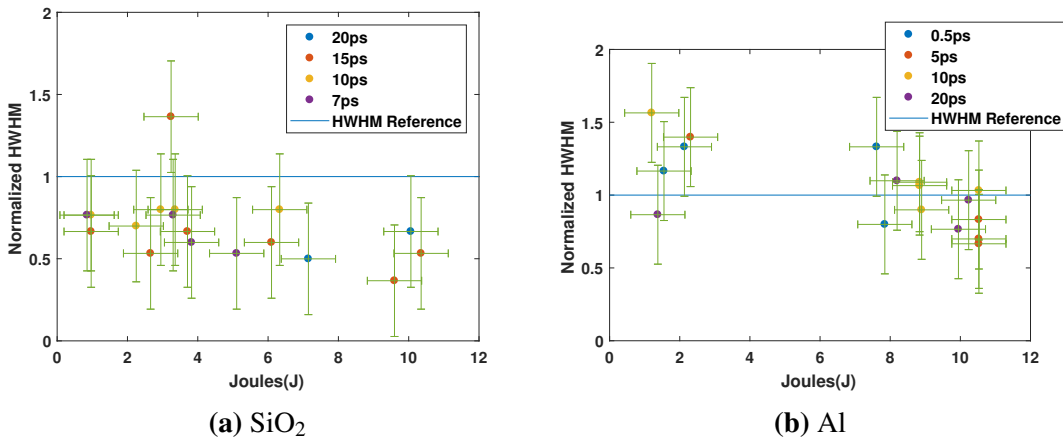 2
1.5
1
0.5
0
Normalized HWHM
0 2 4 6 8 10 12
Joules(J)
20ps
15ps
10ps
7ps
HWHM Reference
(a) SiO₂
2
1.5
1
0.5
0
Normalized HWHM
0 2 4 6 8 10 12
Joules(J)
0.5ps
5ps
10ps
20ps
HWHM Reference
(b) Al